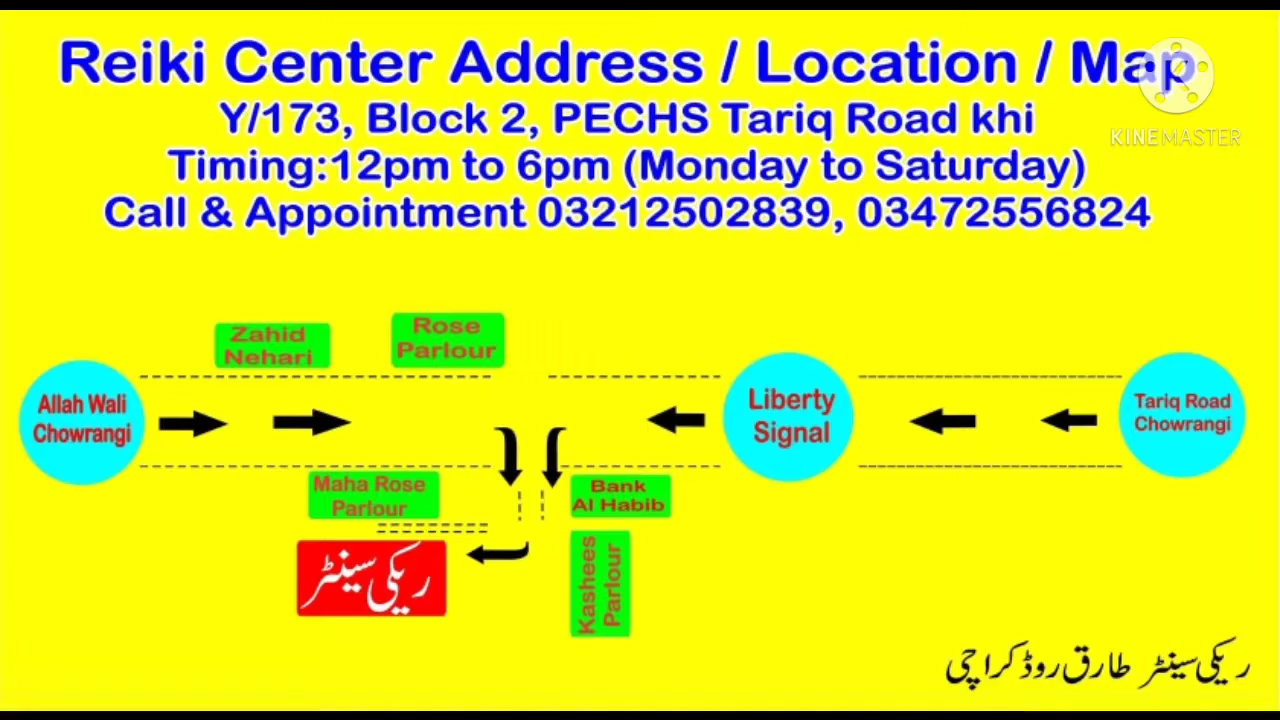 Reiki Center Address / Location / Map
Y/173, Block 2, PECHS Tariq Road khi
Timing:12pm to 6pm (Monday to Saturday)
Call & Appointment 03212502839, 03472556824
KINEMASTER
Zahid
Nehari
Rose
Parlour
Allah Wali
Chowrangi
Liberty
Signal
Tariq Road
Chowrangi
Maha Rose
Parlour
Bank
Al Habib
ریکی سینٹر
Kashees
Parlour
ریکی سینٹر طارق روڈ کراچی